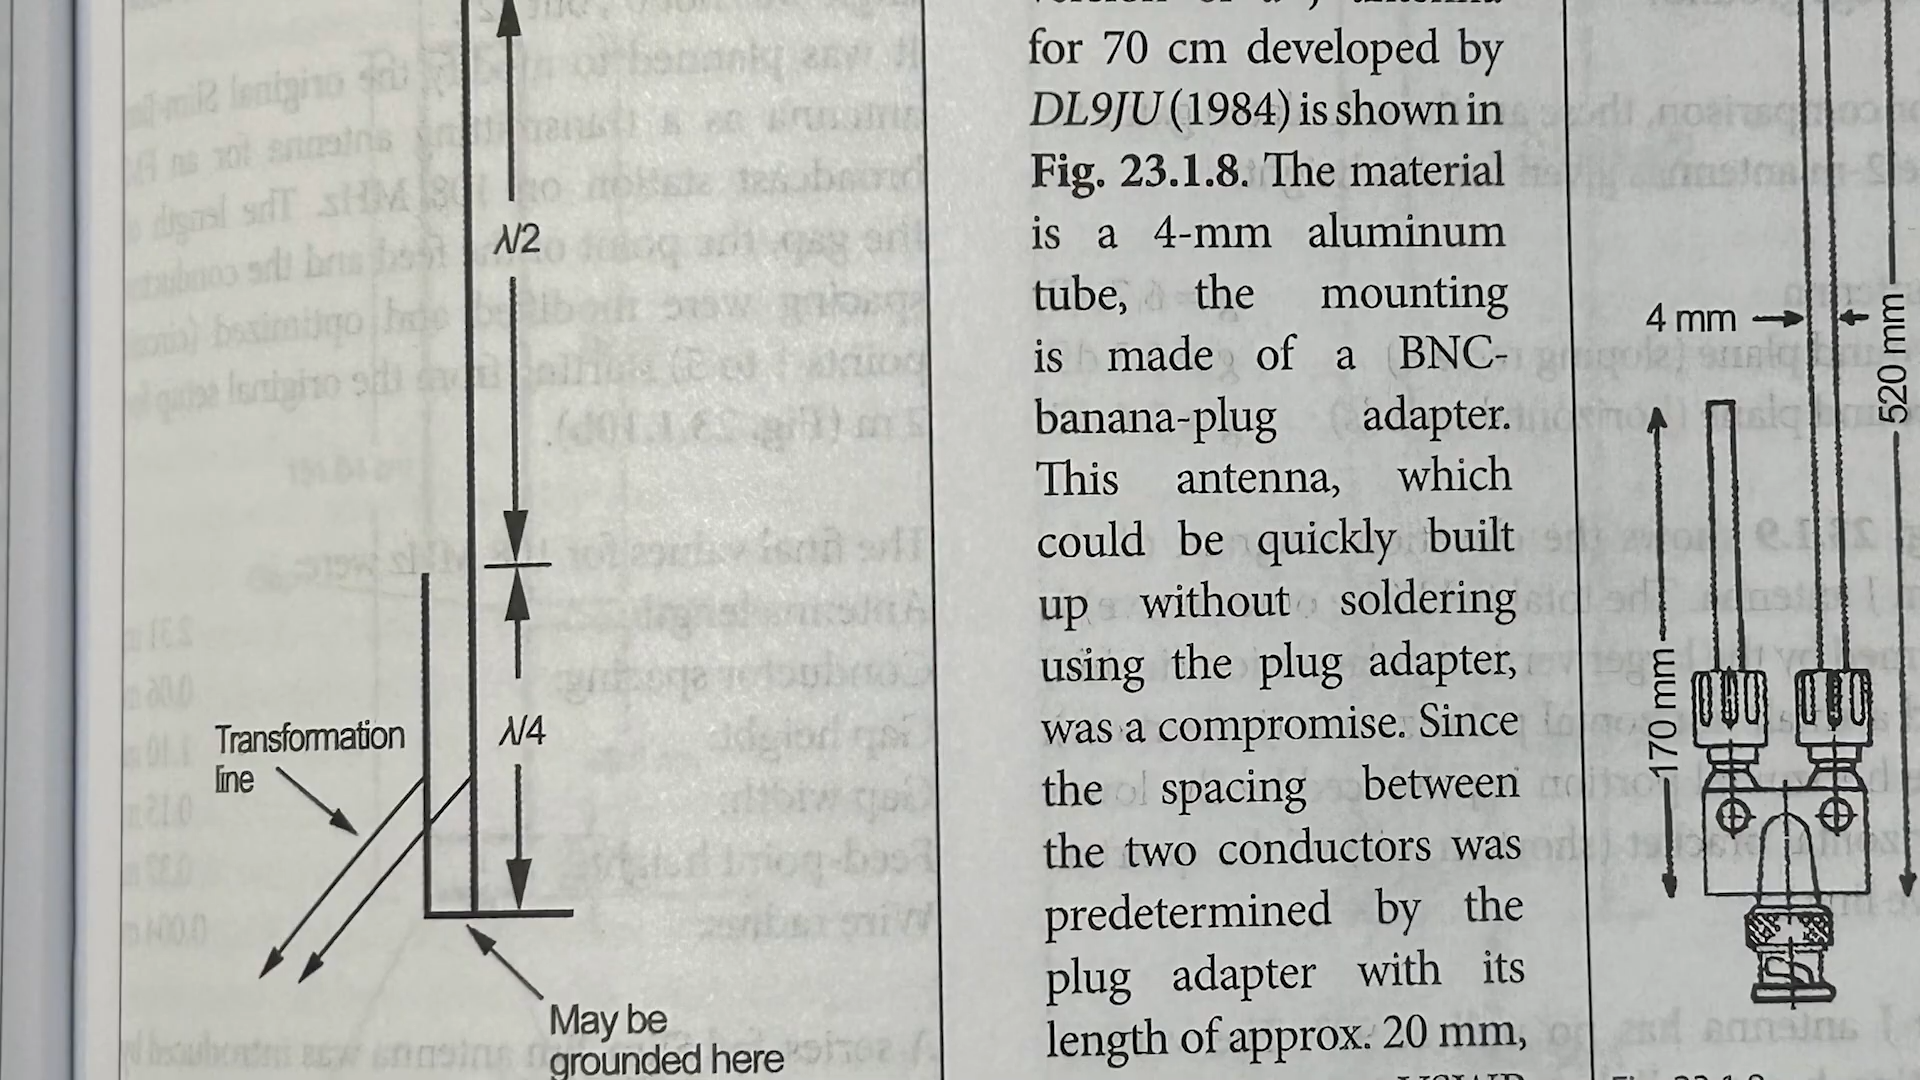 λ/2
λ/4
Transformation
line
May be
grounded here
for 70 cm developed by
DL9JU (1984) is shown in
Fig. 23.1.8. The material
is a 4-mm aluminum
tube, the mounting
is made of a BNC-
banana-plug adapter.
This antenna, which
could be quickly built
up without soldering
using the plug adapter,
was a compromise. Since
the spacing between
the two conductors was
predetermined by the
plug adapter with its
length of approx. 20 mm,
4 mm
520 mm
170 mm